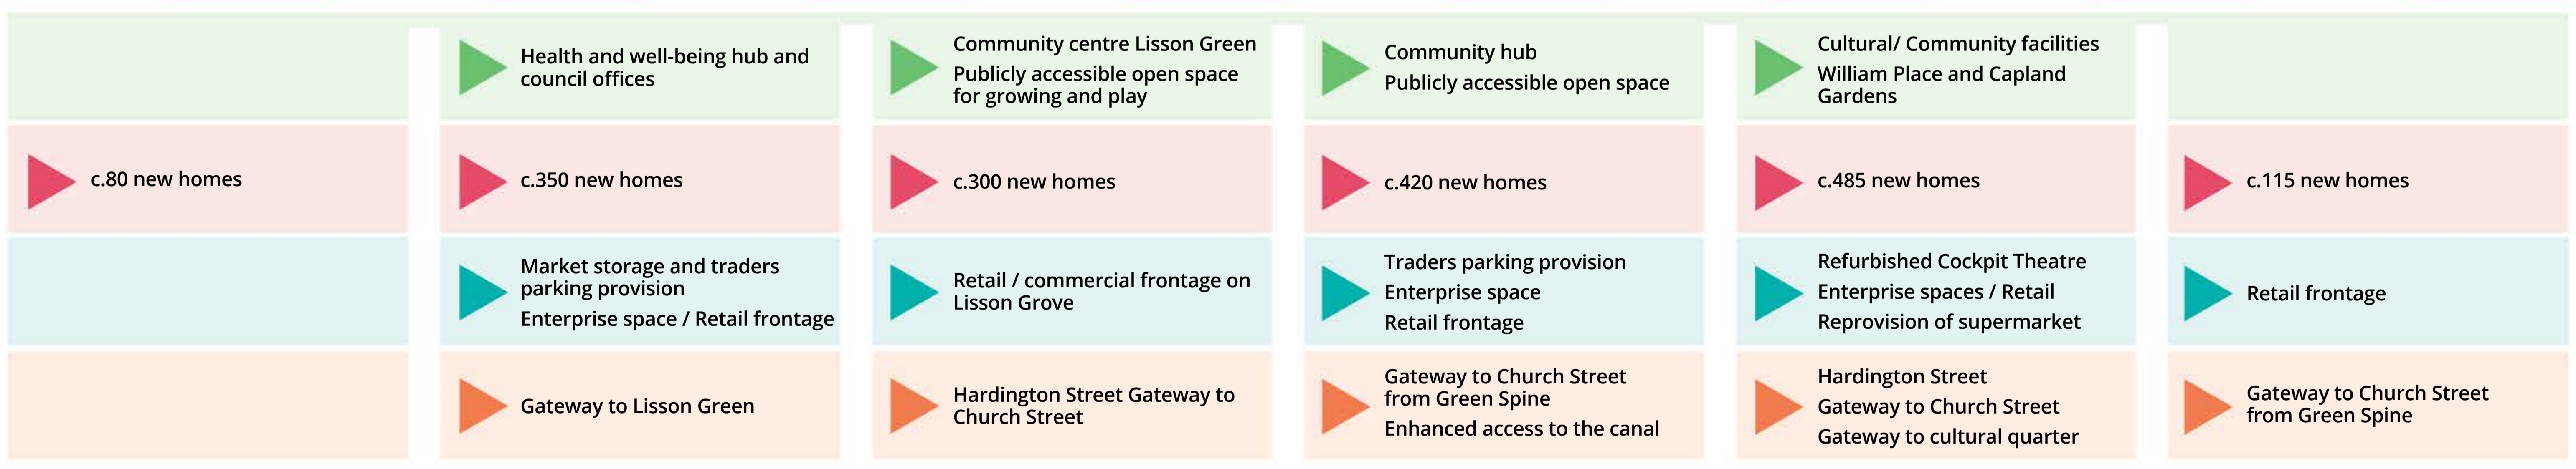 Health and well-being hub and
council offices
Community centre Lisson Green
Publicly accessible open space
for growing and play
Community hub
Publicly accessible open space
Cultural/ Community facilities
William Place and Capland
Gardens
c.80 new homes
c.350 new homes
c.300 new homes
c.420 new homes
c.485 new homes
c.115 new homes
Market storage and traders
parking provision
Enterprise space / Retail frontage
Retail / commercial frontage on
Lisson Grove
Traders parking provision
Enterprise space
Retail frontage
Refurbished Cockpit Theatre
Enterprise spaces / Retail
Reprovision of supermarket
Retail frontage
Gateway to Lisson Green
Hardington Street Gateway to
Church Street
Gateway to Church Street
from Green Spine
Enhanced access to the canal
Hardington Street
Gateway to Church Street
Gateway to cultural quarter
Gateway to Church Street
from Green Spine